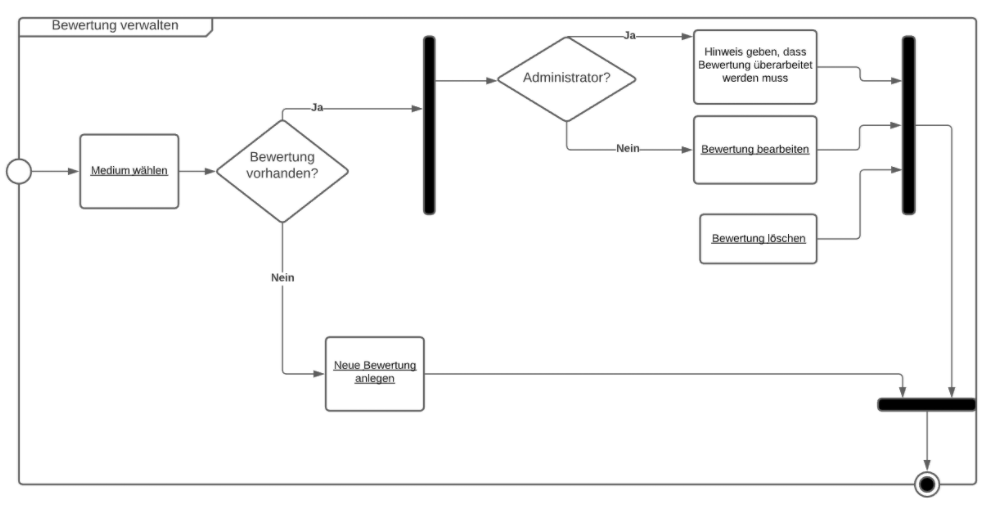 Bewertung verwalten
Medium wählen
Bewertung
vorhanden?
Ja
Nein
Administrator?
Ja
Nein
Hinweis geben, dass
Bewertung überarbeitet
werden muss
Bewertung bearbeiten
Bewertung löschen
Neue Bewertung
anlegen